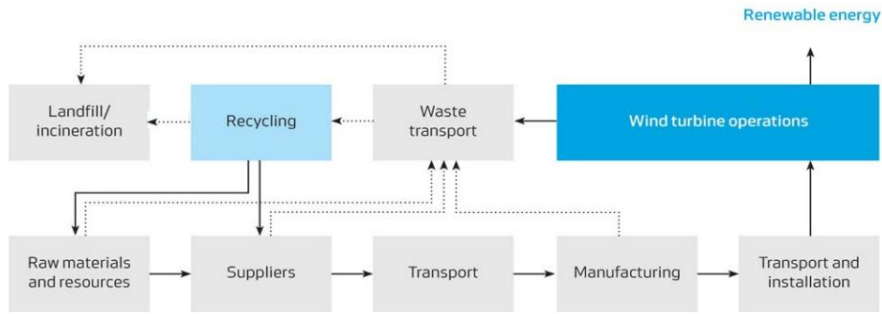 Renewable energy
Landfill/
incineration
Recycling
Waste
transport
Wind turbine operations
Raw materials
and resources
Suppliers
Transport
Manufacturing
Transport and
installation